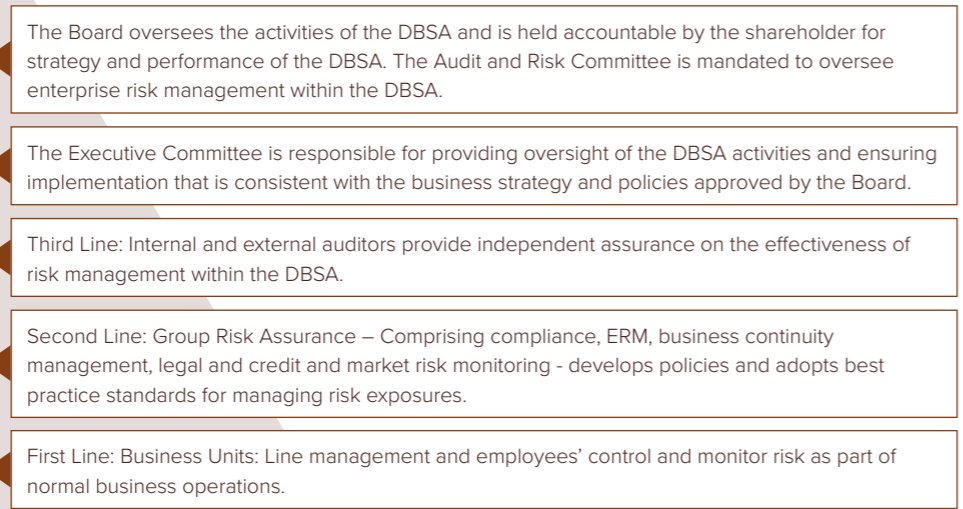 The Board oversees the activities of the DBSA and is held accountable by the shareholder for
strategy and performance of the DBSA. The Audit and Risk Committee is mandated to oversee
enterprise risk management within the DBSA.
The Executive Committee is responsible for providing oversight of the DBSA activities and ensuring
implementation that is consistent with the business strategy and policies approved by the Board.
Third Line: Internal and external auditors provide independent assurance on the effectiveness of
risk management within the DBSA.
Second Line: Group Risk Assurance – Comprising compliance, ERM, business continuity
management, legal and credit and market risk monitoring - develops policies and adopts best
practice standards for managing risk exposures.
First Line: Business Units: Line management and employees’ control and monitor risk as part of
normal business operations.